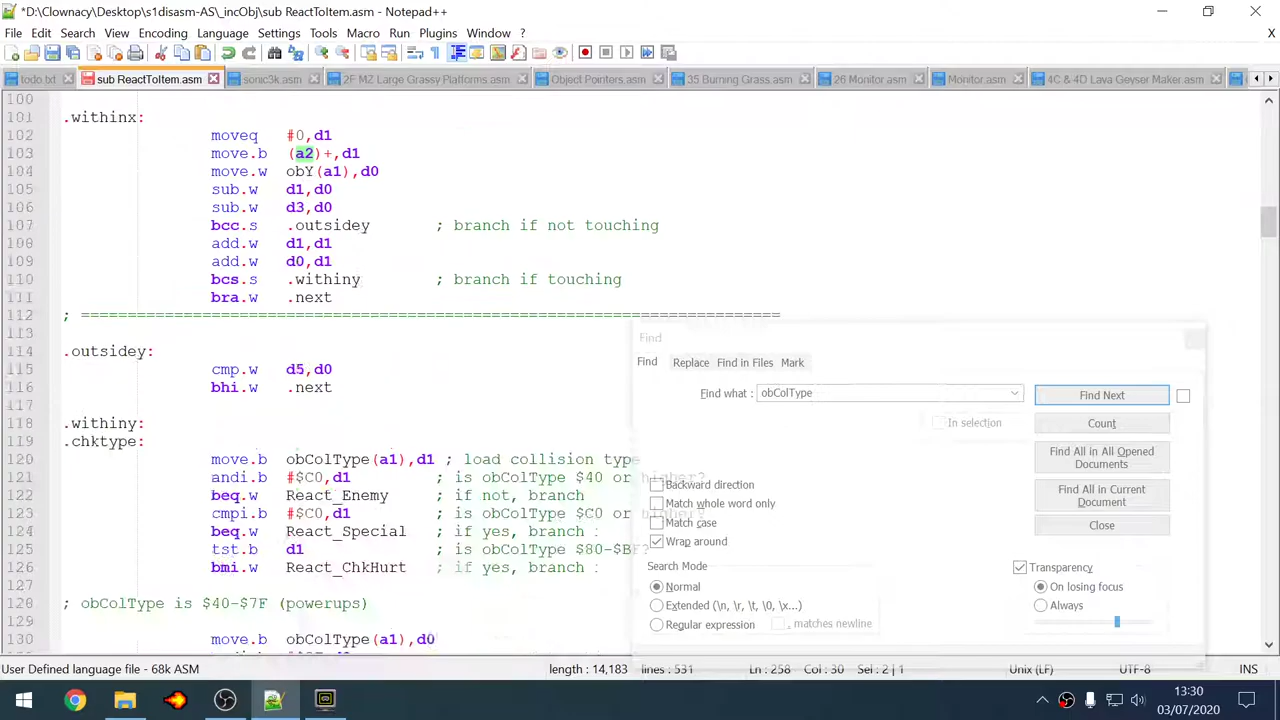 *D:\Clownacy\Desktop\s1disasm-AS\_incObj\sub ReactToItem.asm - Notepad++
File Edit Search View Encoding Language Settings Tools Macro Run Plugins Window ? X
todo.txt sub ReactToItem.asm sonic3k.asm 2F MZ Large Grassy Platforms.asm Object Pointers.asm 35 Burning Grass.asm 26 Monitor.asm Monitor.asm 4C & 4D Lava Geyser Maker.asm
100
101 .withinx:
102 moveq #0,d1
103 move.b (a2)+,d1
104 move.w obY(a1),d0
105 sub.w d1,d0
106 sub.w d3,d0
107 bcc.s .outsidey ; branch if not touching
108 add.w d1,d1
109 add.w d0,d1
110 bcs.s .withiny ; branch if touching
111 bra.w .next
112 ; ===========================================================================
113
114 .outsidey:
115 cmp.w d5,d0
116 bhi.w .next
117
118 .withiny:
119 .chktype:
120 move.b obColType(a1),d1 ; load collision type
121 andi.b #$C0,d1 ; is obColType $40 or higher?
122 beq.w React_Enemy ; if not, branch
123 cmpi.b #$C0,d1 ; is obColType $C0 or higher?
124 beq.w React_Special ; if yes, branch
125 tst.b d1 ; is obColType $80-$BF?
126 bmi.w React_ChkHurt ; if yes, branch
127
128 ; obColType is $40-$7F (powerups)
129
130 move.b obColType(a1),d0
Find
Find Replace Find in Files Mark
Find what : obColType
Find Next
In selection
Count
Find All in All Opened Documents
Find All in Current Document
Close
Backward direction
Match whole word only
Match case
Wrap around
Search Mode
Normal
Extended (\n, \r, \t, \0, \x...)
Regular expression . matches newline
Transparency
On losing focus
Always
User Defined language file - 68k ASM length : 14,183 lines : 531 Ln : 258 Col : 30 Sel : 2 | 1 Unix (LF) UTF-8 INS
13:30
03/07/2020